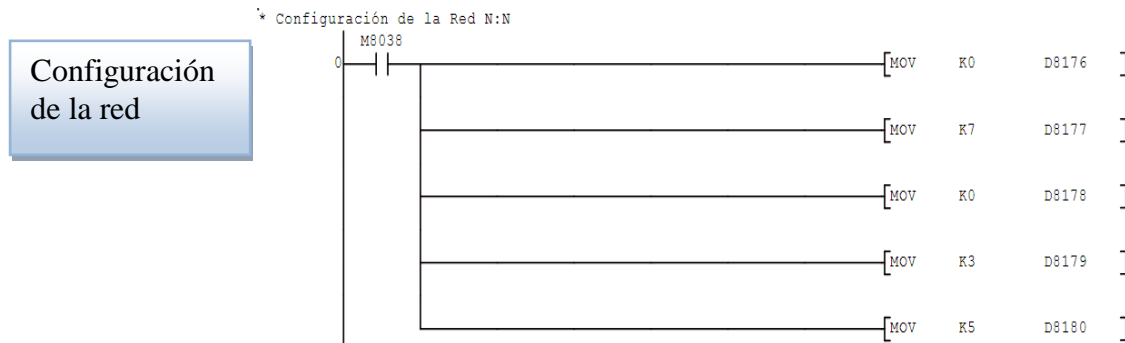 * Configuración de la Red N:N
Configuración
de la red
M8038
0
[MOV K0 D8176 ]
[MOV K7 D8177 ]
[MOV K0 D8178 ]
[MOV K3 D8179 ]
[MOV K5 D8180 ]